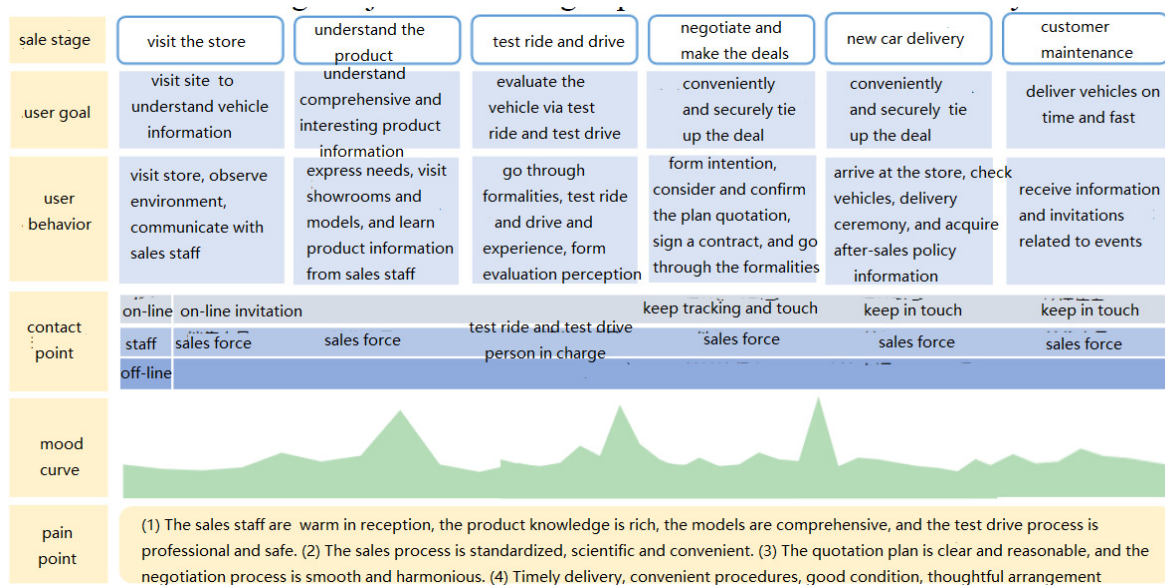 sale stage
visit the store
understand the
product
test ride and drive
negotiate and
make the deals
new car delivery
customer
maintenance
user goal
visit site to
understand vehicle
information
understand
comprehensive and
interesting product
information
evaluate the
vehicle via test
ride and test drive
conveniently
and securely tie
up the deal
conveniently
and securely tie
up the deal
deliver vehicles on
time and fast
user
behavior
visit store, observe
environment,
communicate with
sales staff
express needs, visit
showrooms and
models, and learn
product information
from sales staff
go through
formalities, test ride
and drive and
experience, form
evaluation perception
form intention,
consider and confirm
the plan quotation,
sign a contract, and go
through the formalities
arrive at the store, check
vehicles, delivery
ceremony, and acquire
after-sales policy
information
receive information
and invitations
related to events
contact
point
on-line
on-line invitation
keep tracking and touch
keep in touch
keep in touch
staff
sales force
sales force
test ride and test drive
person in charge
sales force
sales force
sales force
off-line
mood
curve
pain
point
(1) The sales staff are warm in reception, the product knowledge is rich, the models are comprehensive, and the test drive process is
professional and safe. (2) The sales process is standardized, scientific and convenient. (3) The quotation plan is clear and reasonable, and the
negotiation process is smooth and harmonious. (4) Timely delivery, convenient procedures, good condition, thoughtful arrangement